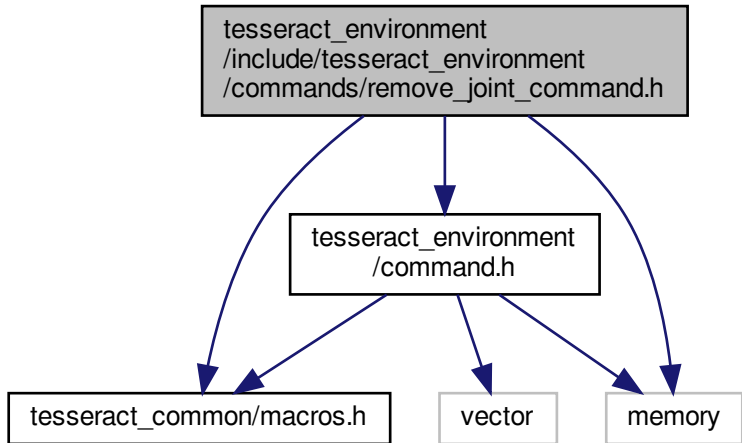 tesseract_environment
/include/tesseract_environment
/commands/remove_joint_command.h
tesseract_environment
/command.h
tesseract_common/macros.h
vector
memory